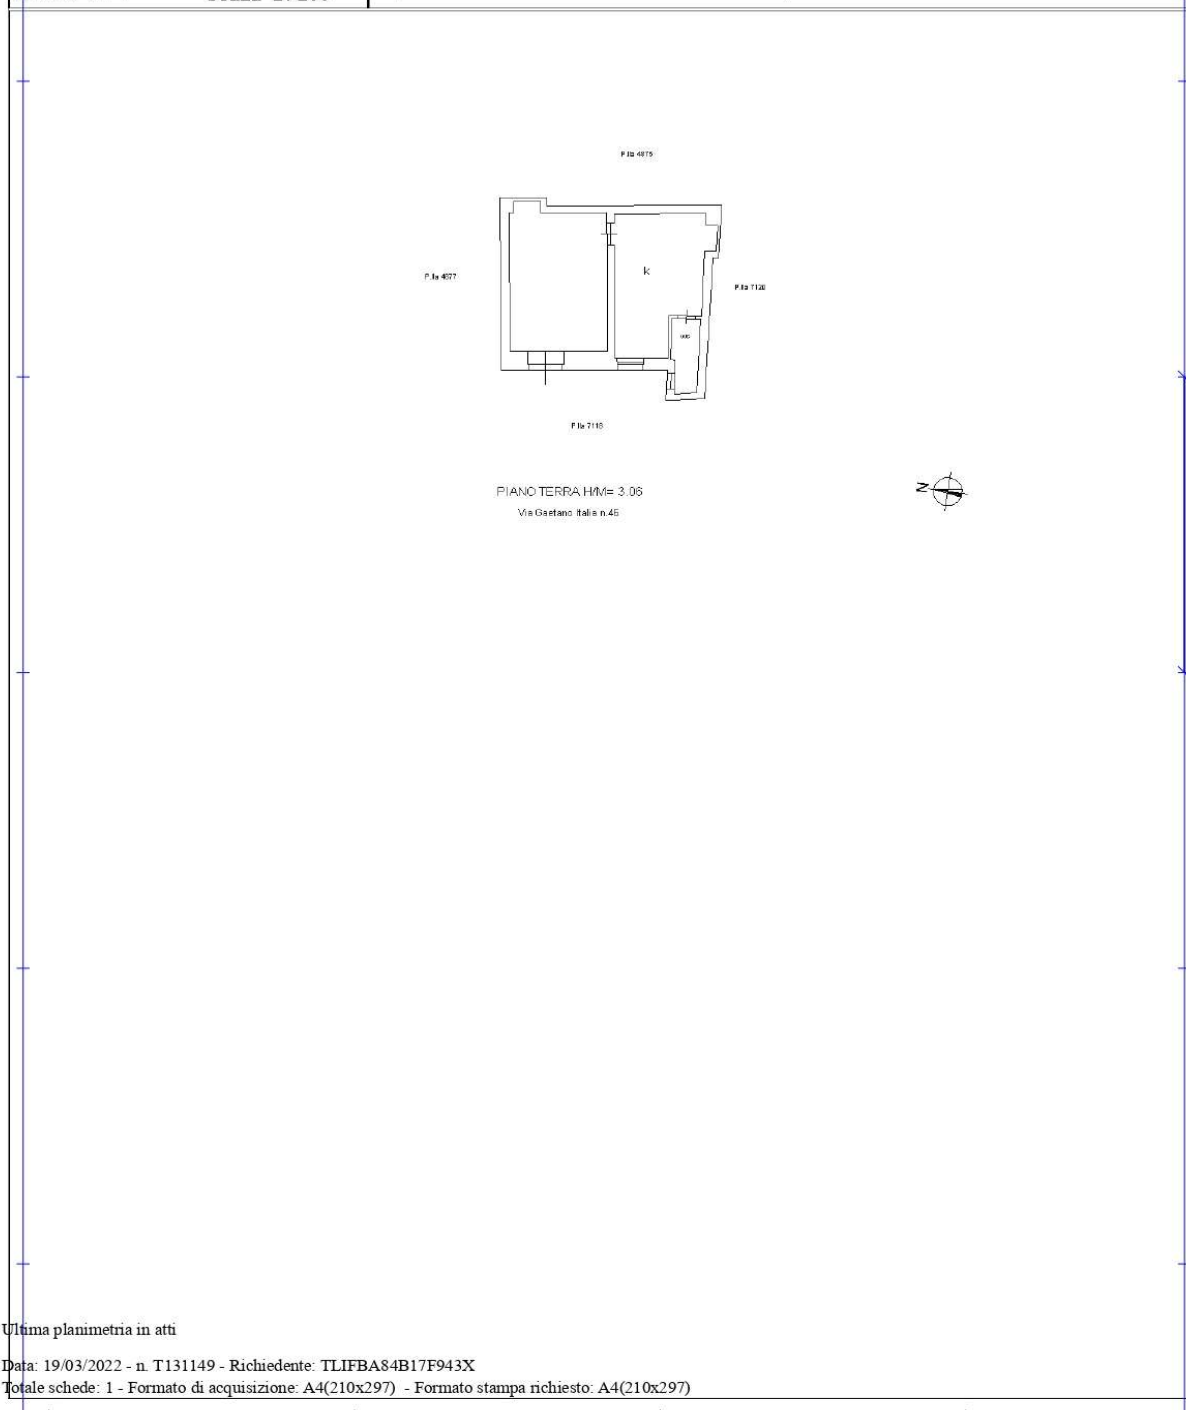 P.lla 4875
P.lla 4877
k
P.lla 7120
P.lla 7118
PIANO TERRA H/M= 3.06
Via Gaetano Italia n.46
N
Ultima planimetria in atti
Data: 19/03/2022 - n. T131149 - Richiedente: TLIFBA84B17F943X
Totale schede: 1 - Formato di acquisizione: A4(210x297) - Formato stampa richiesto: A4(210x297)